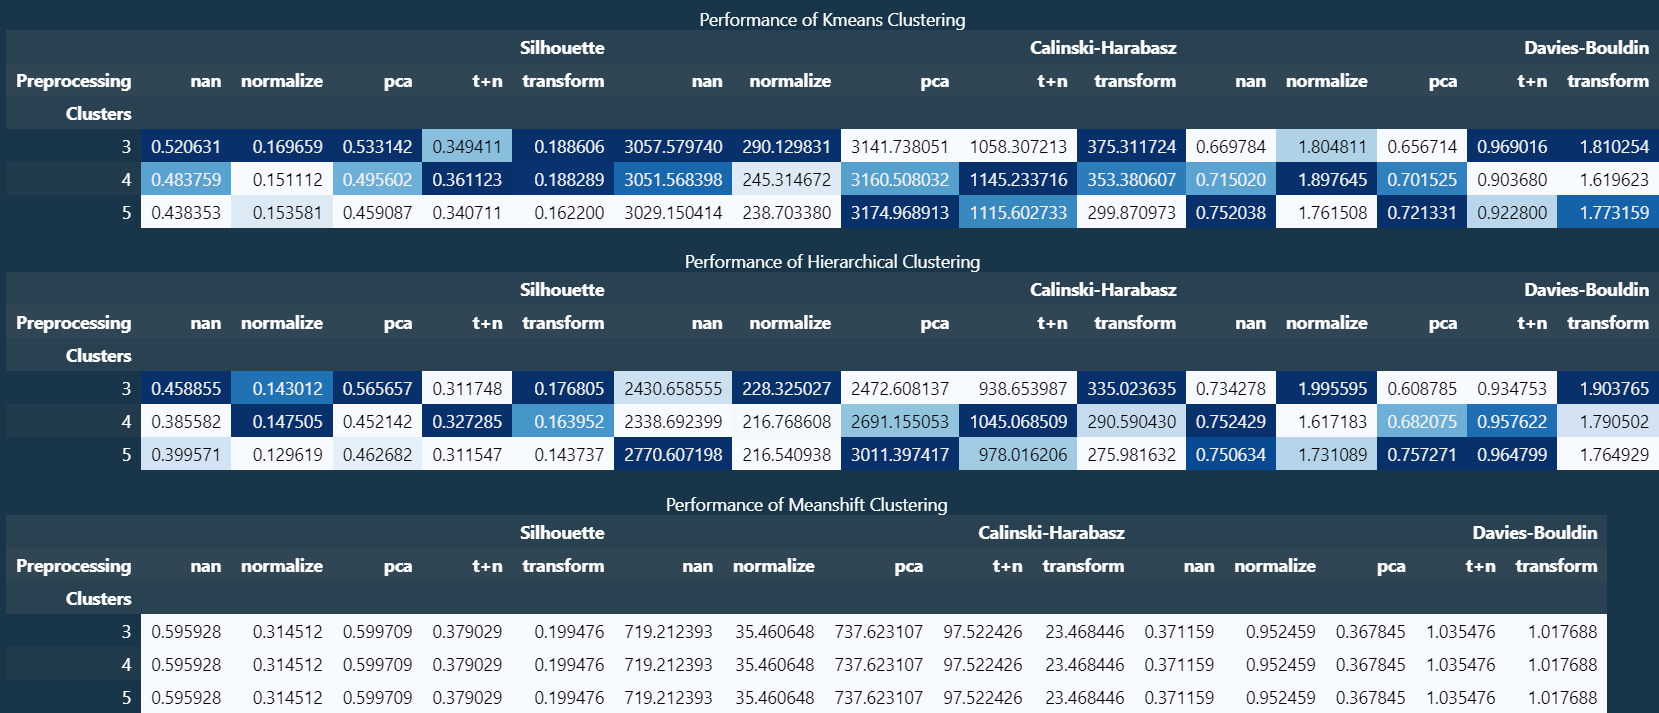 Performance of Kmeans Clustering
Silhouette Calinski-Harabasz Davies-Bouldin
Preprocessing nan normalize pca t+n transform nan normalize pca t+n transform nan normalize pca t+n transform
Clusters
3 0.520631 0.169659 0.533142 0.349411 0.188606 3057.579740 290.129831 3141.738051 1058.307213 375.311724 0.669784 1.804811 0.656714 0.969016 1.810254
4 0.483759 0.151112 0.495602 0.361123 0.188289 3051.568398 245.314672 3160.508032 1145.233716 353.380607 0.715020 1.897645 0.701525 0.903680 1.619623
5 0.438353 0.153581 0.459087 0.340711 0.162200 3029.150414 238.703380 3174.968913 1115.602733 299.870973 0.752038 1.761508 0.721331 0.922800 1.773159
Performance of Hierarchical Clustering
Silhouette Calinski-Harabasz Davies-Bouldin
Preprocessing nan normalize pca t+n transform nan normalize pca t+n transform nan normalize pca t+n transform
Clusters
3 0.458855 0.143012 0.565657 0.311748 0.176805 2430.658555 228.325027 2472.608137 938.653987 335.023635 0.734278 1.995595 0.608785 0.934753 1.903765
4 0.385582 0.147505 0.452142 0.327285 0.163952 2338.692399 216.768608 2691.155053 1045.068509 290.590430 0.752429 1.617183 0.682075 0.957622 1.790502
5 0.399571 0.129619 0.462682 0.311547 0.143737 2770.607198 216.540938 3011.397417 978.016206 275.981632 0.750634 1.731089 0.757271 0.964799 1.764929
Performance of Meanshift Clustering
Silhouette Calinski-Harabasz Davies-Bouldin
Preprocessing nan normalize pca t+n transform nan normalize pca t+n transform nan normalize pca t+n transform
Clusters
3 0.595928 0.314512 0.599709 0.379029 0.199476 719.212393 35.460648 737.623107 97.522426 23.468446 0.371159 0.952459 0.367845 1.035476 1.017688
4 0.595928 0.314512 0.599709 0.379029 0.199476 719.212393 35.460648 737.623107 97.522426 23.468446 0.371159 0.952459 0.367845 1.035476 1.017688
5 0.595928 0.314512 0.599709 0.379029 0.199476 719.212393 35.460648 737.623107 97.522426 23.468446 0.371159 0.952459 0.367845 1.035476 1.017688